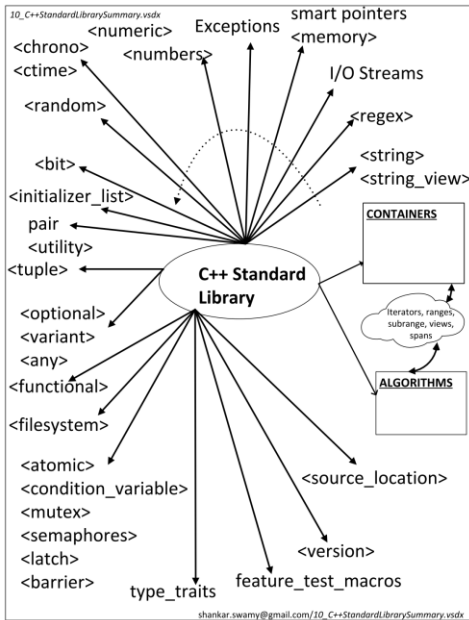 10_C++StandardLibrarySummary.vsdx
<numeric>
<numbers>
Exceptions
smart pointers
<memory>
<chrono>
<ctime>
I/O Streams
<random>
<regex>
<bit>
<string>
<string_view>
<initializer_list>
pair
<utility>
<tuple>
C++ Standard
Library
CONTAINERS
Iterators, ranges,
subrange, views,
spans
ALGORITHMS
<optional>
<variant>
<any>
<functional>
<filesystem>
<atomic>
<condition_variable>
<mutex>
<semaphores>
<latch>
<barrier>
type_traits
feature_test_macros
<version>
<source_location>
shankar.swamy@gmail.com/10_C++StandardLibrarySummary.vsdx